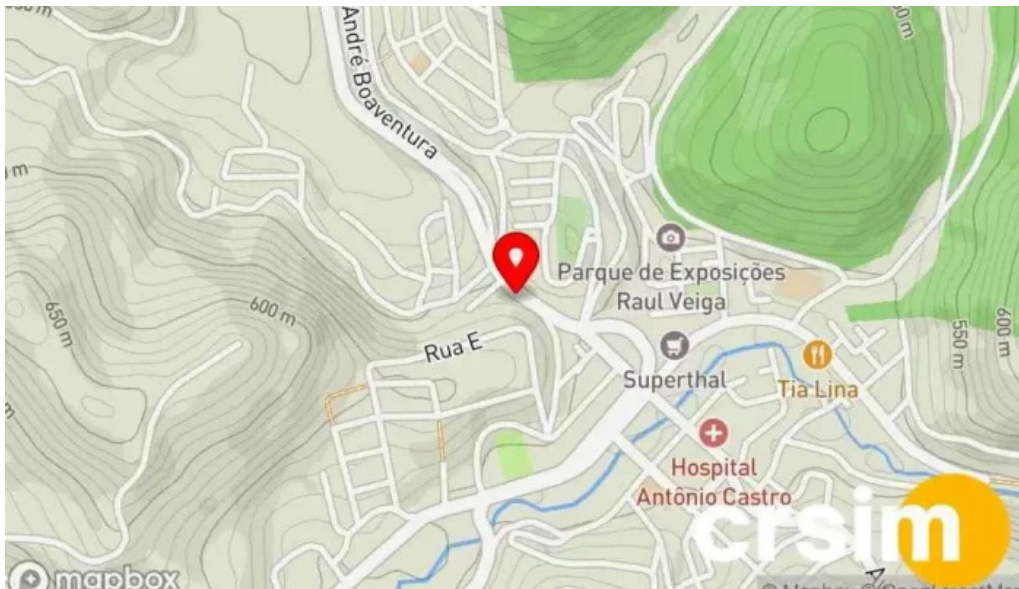 André Boaventura
Parque de Exposições
Raul Veiga
600 m
650 m
Rua E
Superthal
Tia Lina
550 m
600 m
Hospital
Antônio Castro
crsim
mapbox